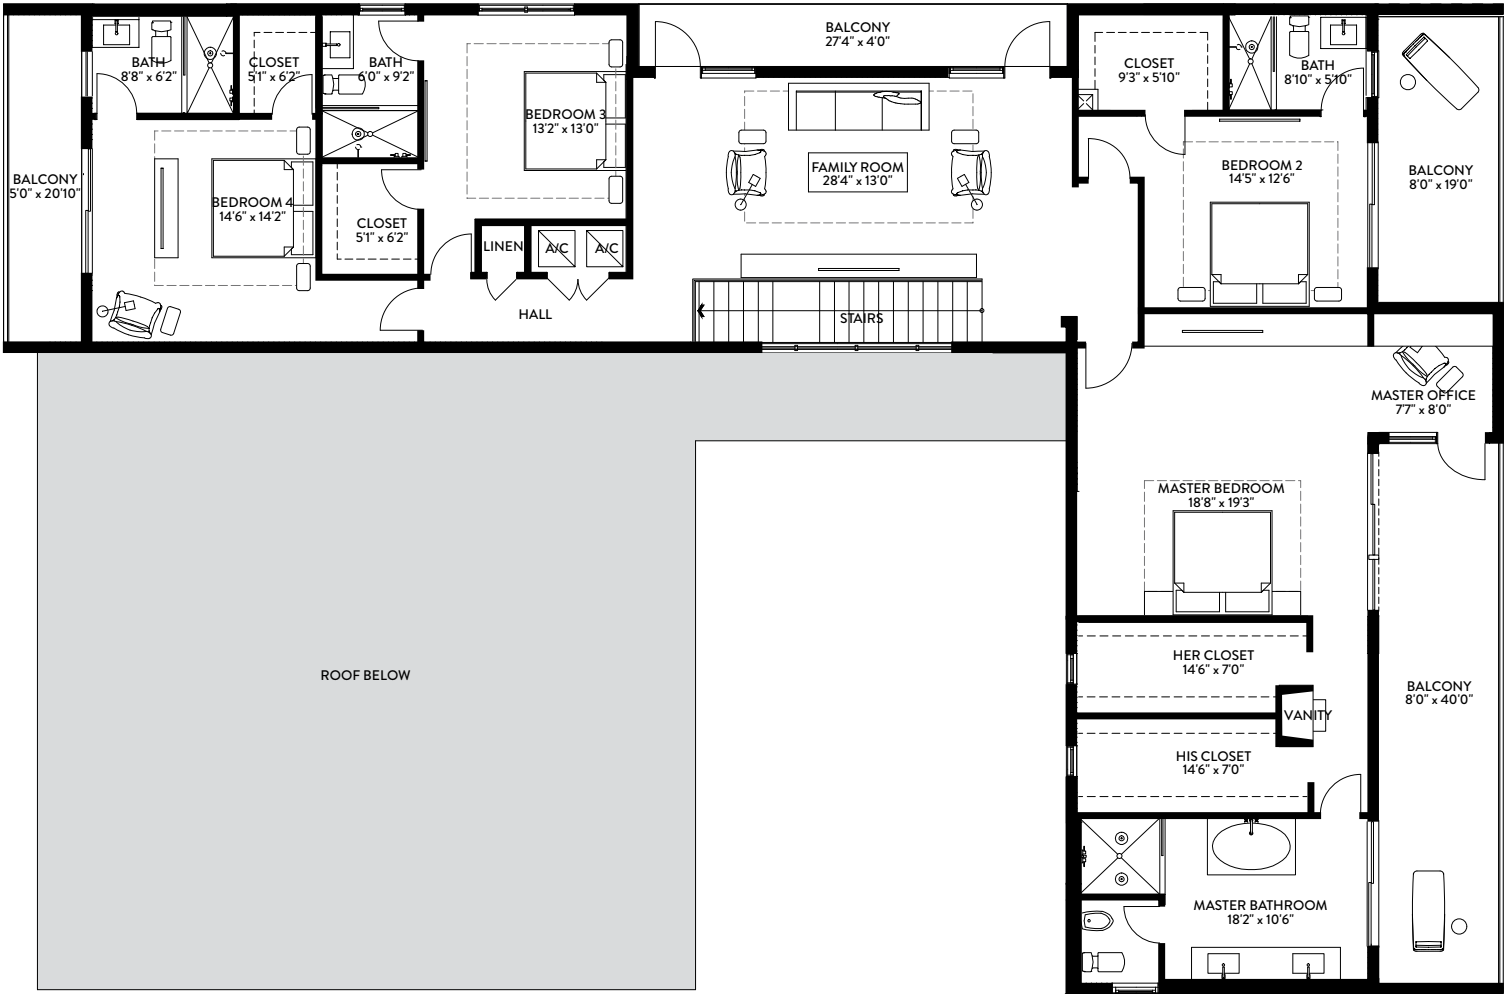 BALCONY
27'4" x 4'0"
BATH
8'8" x 6'2"
CLOSET
5'1" x 6'2"
BATH
6'0" x 9'2"
CLOSET
9'3" x 5'10"
BATH
8'10" x 5'10"
BEDROOM 3
13'2" x 13'0"
FAMILY ROOM
28'4" x 13'0"
BEDROOM 2
14'5" x 12'6"
BALCONY
8'0" x 19'0"
BALCONY
5'0" x 20'10"
BEDROOM 4
14'6" x 14'2"
CLOSET
5'1" x 6'2"
LINEN
A/C
A/C
HALL
STAIRS
MASTER OFFICE
7'7" x 8'0"
MASTER BEDROOM
18'8" x 19'3"
HER CLOSET
14'6" x 7'0"
ROOF BELOW
BALCONY
8'0" x 40'0"
VANITY
HIS CLOSET
14'6" x 7'0"
MASTER BATHROOM
18'2" x 10'6"